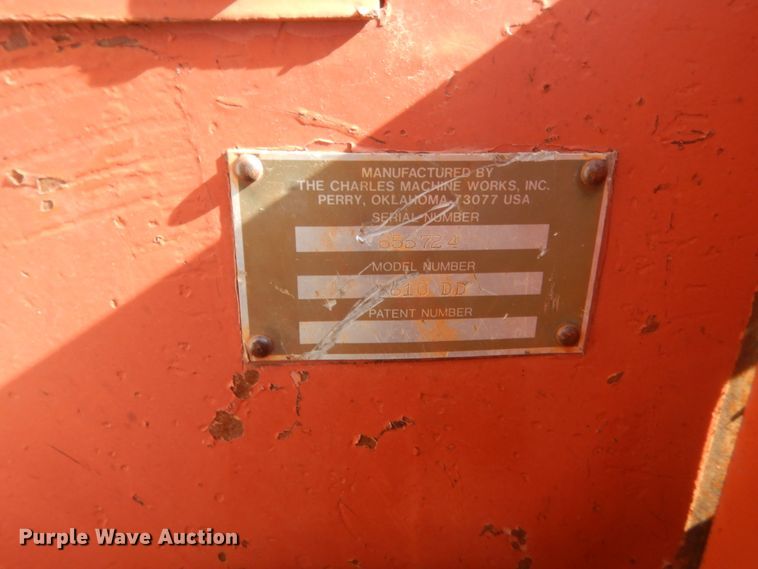 MANUFACTURED BY
THE CHARLES MACHINE WORKS, INC.
PERRY, OKLAHOMA 73077 USA
SERIAL NUMBER
MODEL NUMBER
DD
PATENT NUMBER
Purple Wave Auction